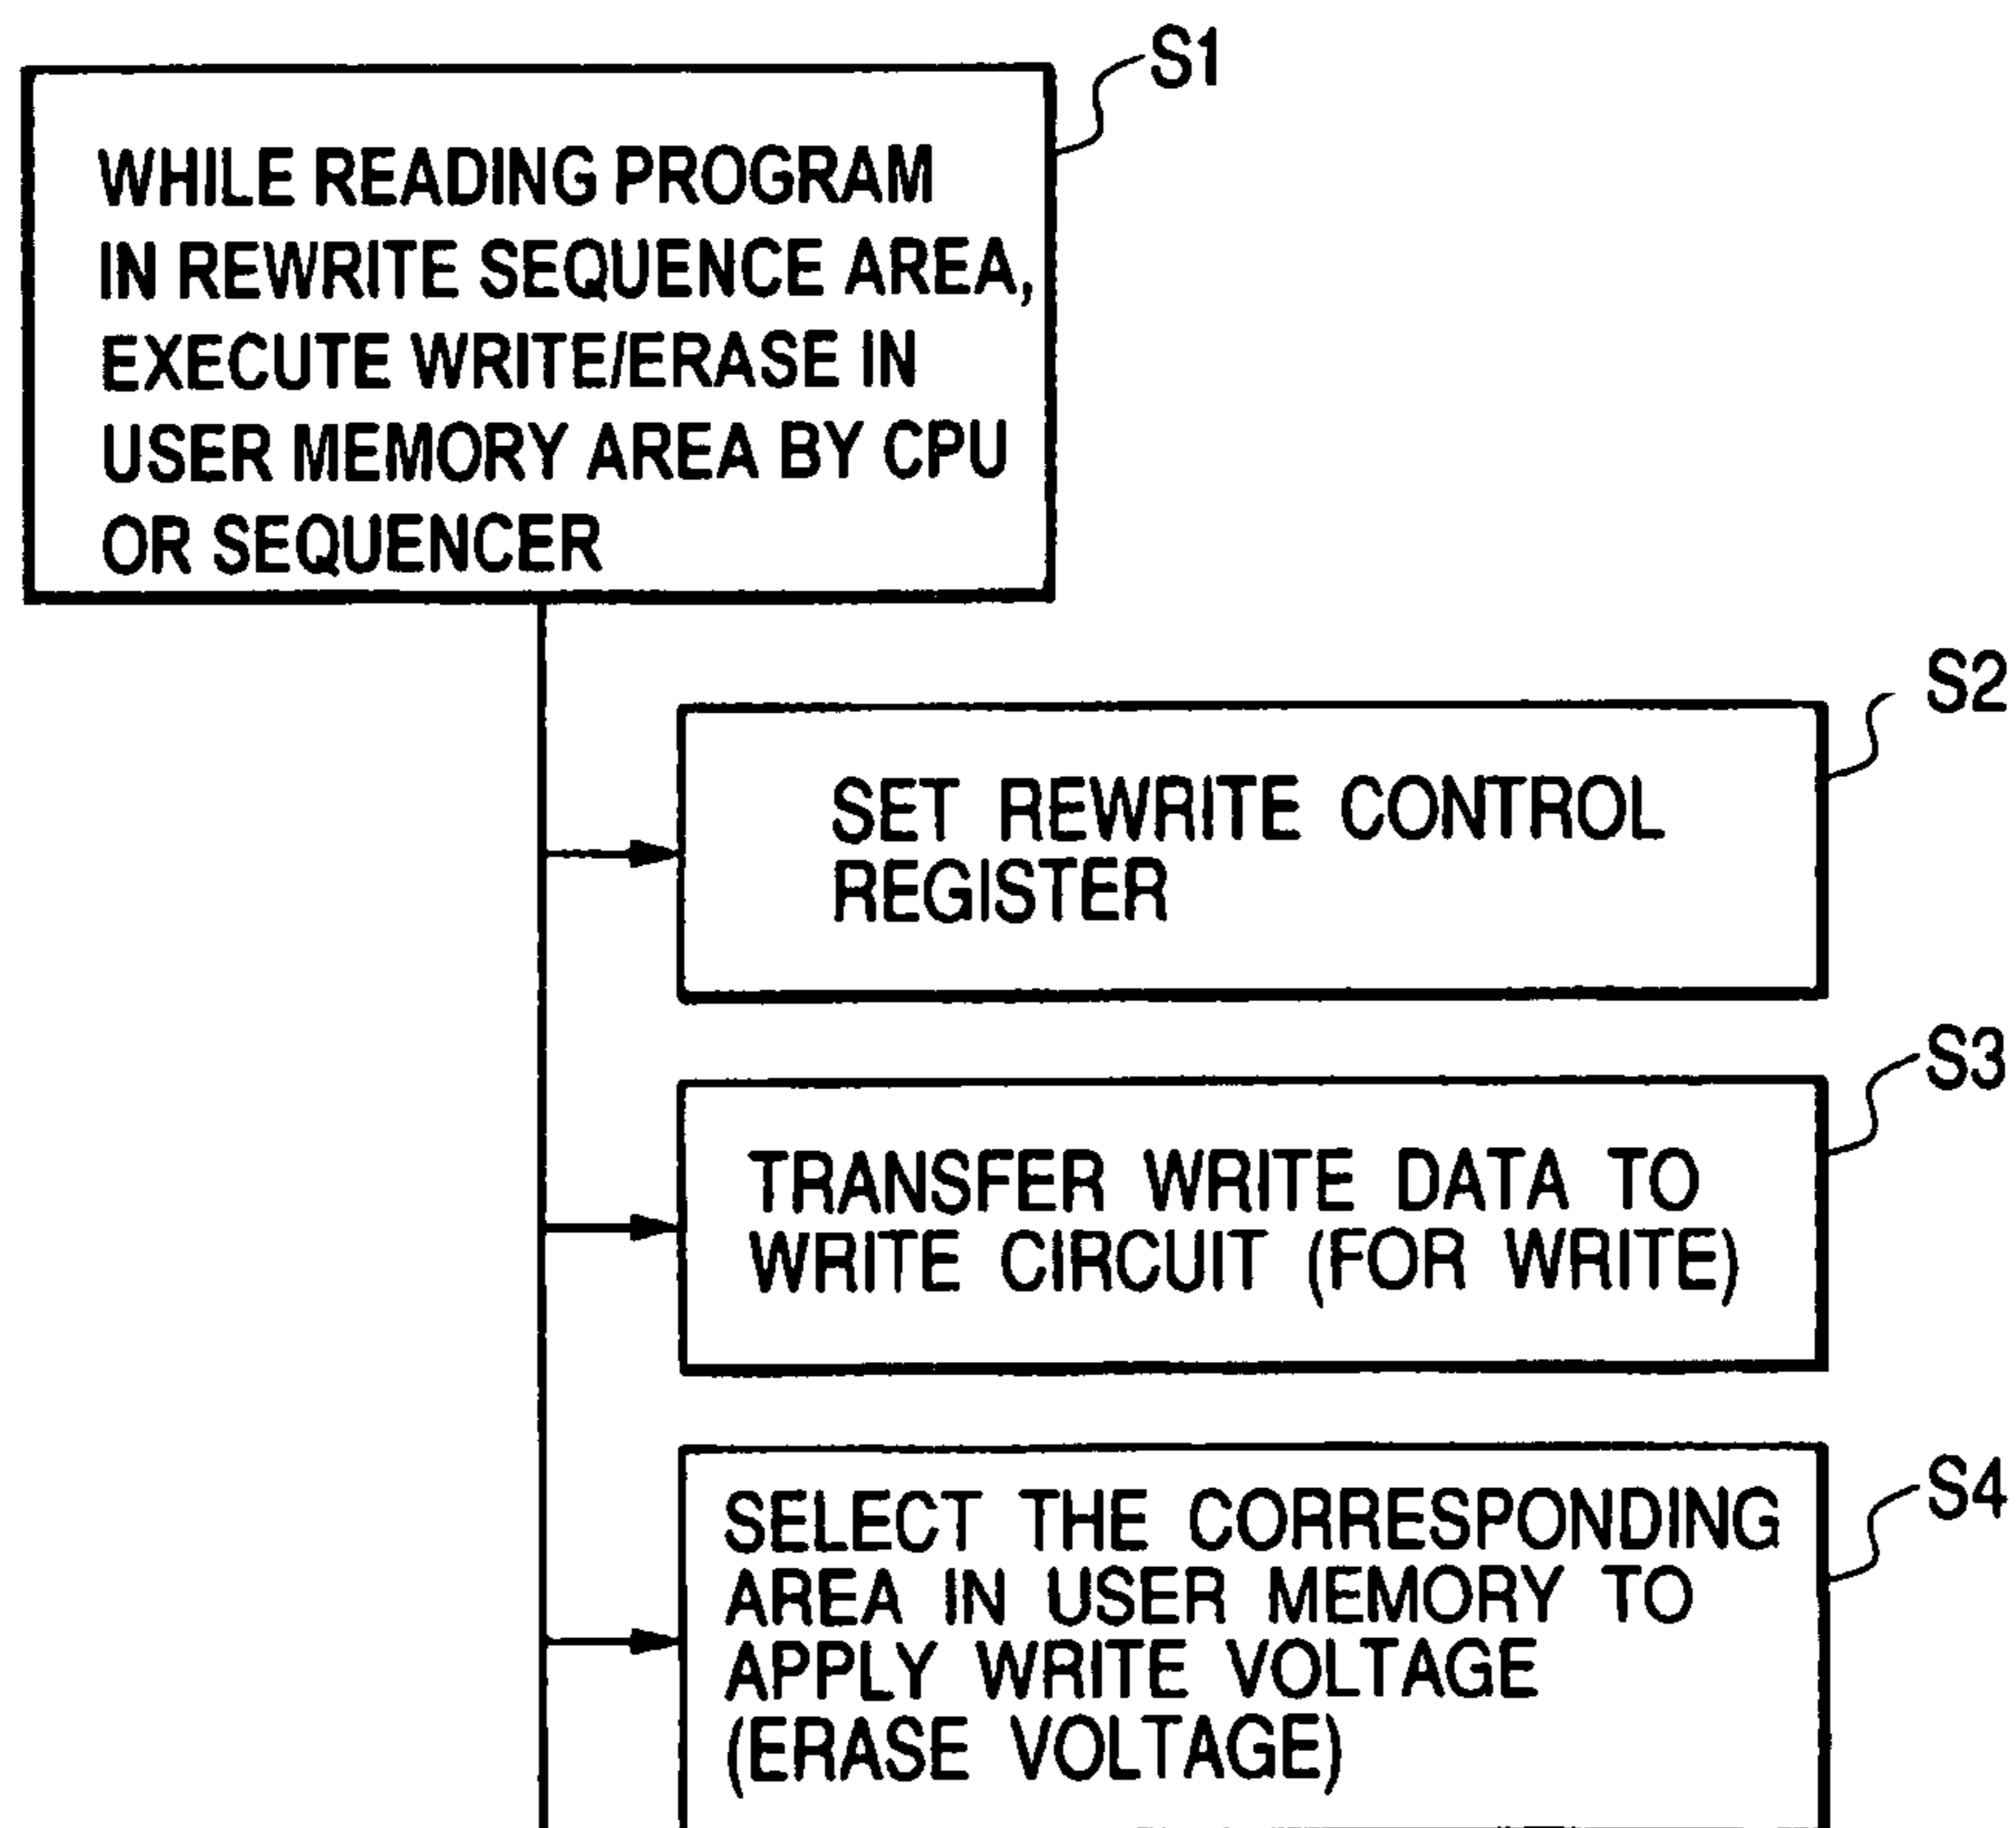 S1
WHILE READING PROGRAM
IN REWRITE SEQUENCE AREA,
EXECUTE WRITE/ERASE IN
USER MEMORY AREA BY CPU
OR SEQUENCER
S2
SET REWRITE CONTROL
REGISTER
S3
TRANSFER WRITE DATA TO
WRITE CIRCUIT (FOR WRITE)
S4
SELECT THE CORRESPONDING
AREA IN USER MEMORY TO
APPLY WRITE VOLTAGE
(ERASE VOLTAGE)